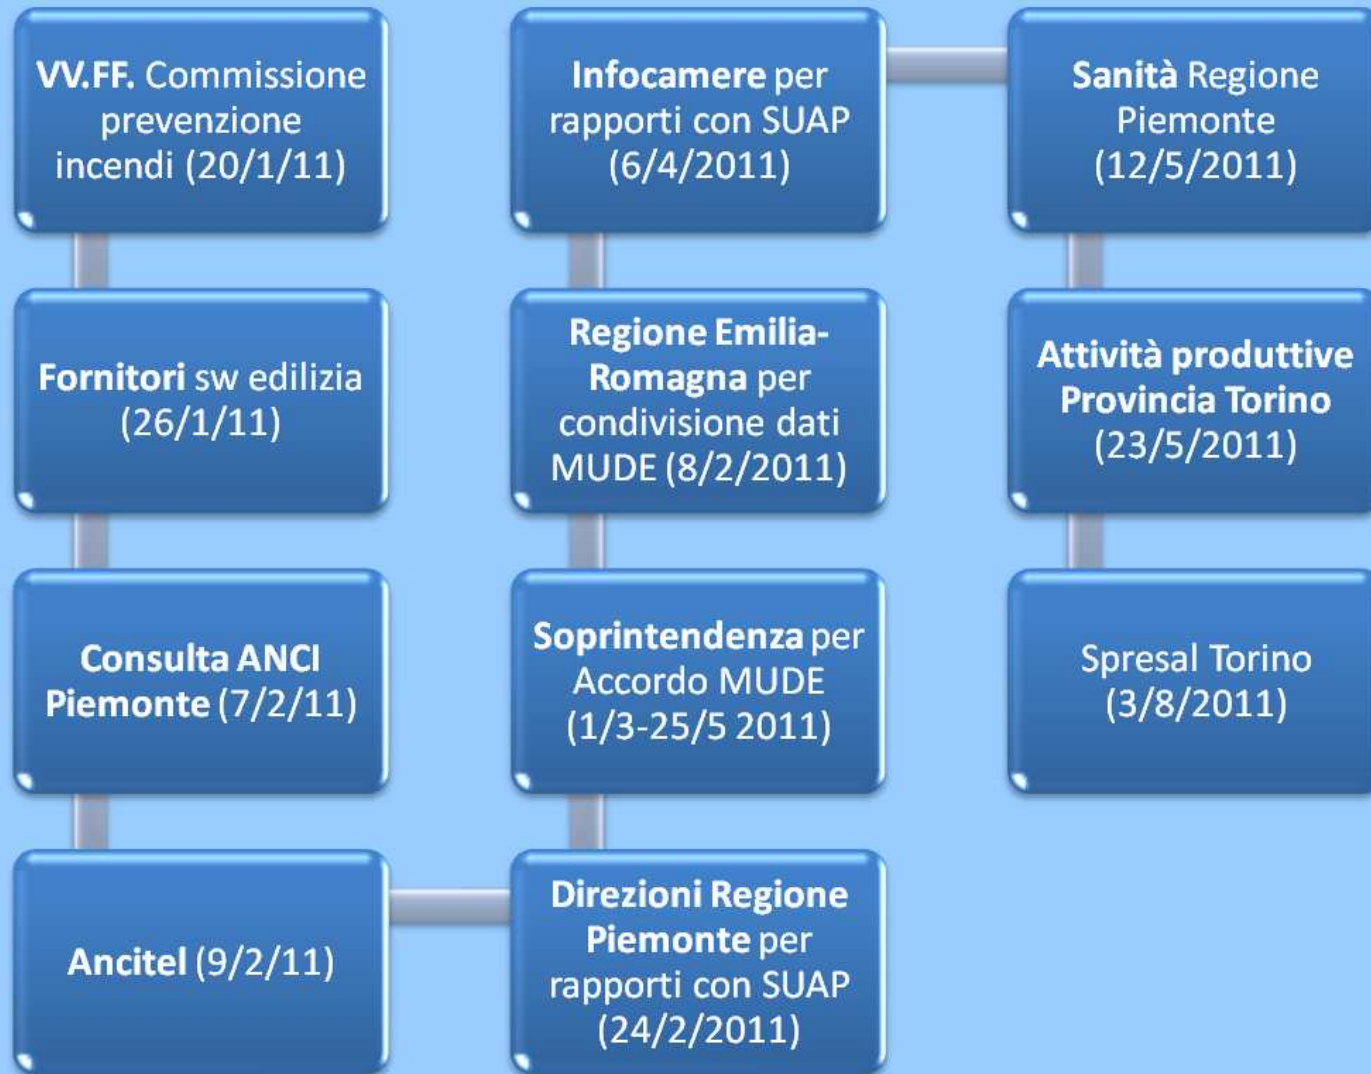 VV.FF. Commissione
prevenzione
incendi (20/1/11)
Fornitori sw edilizia
(26/1/11)
Consulta ANCI
Piemonte (7/2/11)
Ancitel (9/2/11)
Direzioni Regione
Piemonte per
rapporti con SUAP
(24/2/2011)
Soprintendenza per
Accordo MUDE
(1/3-25/5 2011)
Regione Emilia-
Romagna per
condivisione dati
MUDE (8/2/2011)
Infocamere per
rapporti con SUAP
(6/4/2011)
Sanità Regione
Piemonte
(12/5/2011)
Attività produttive
Provincia Torino
(23/5/2011)
Spresal Torino
(3/8/2011)